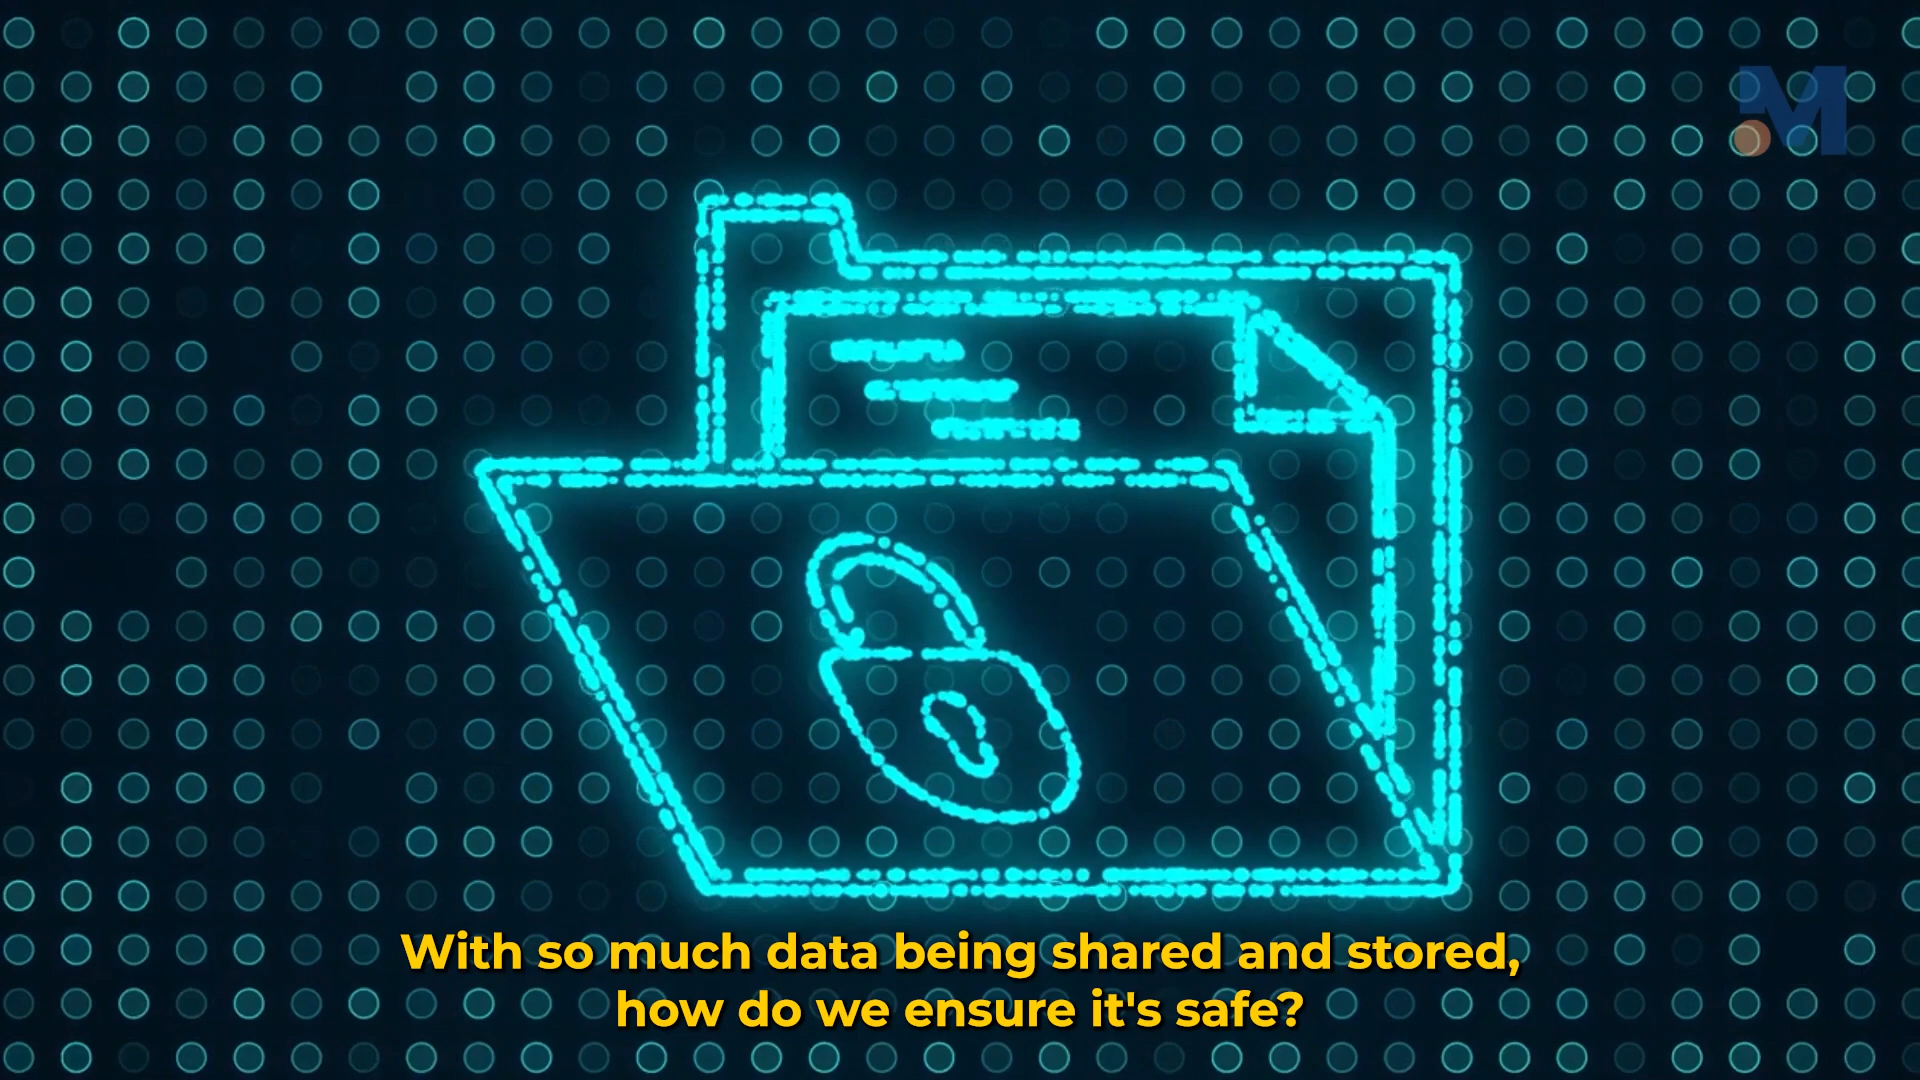 M
With so much data being shared and stored,
how do we ensure it's safe?